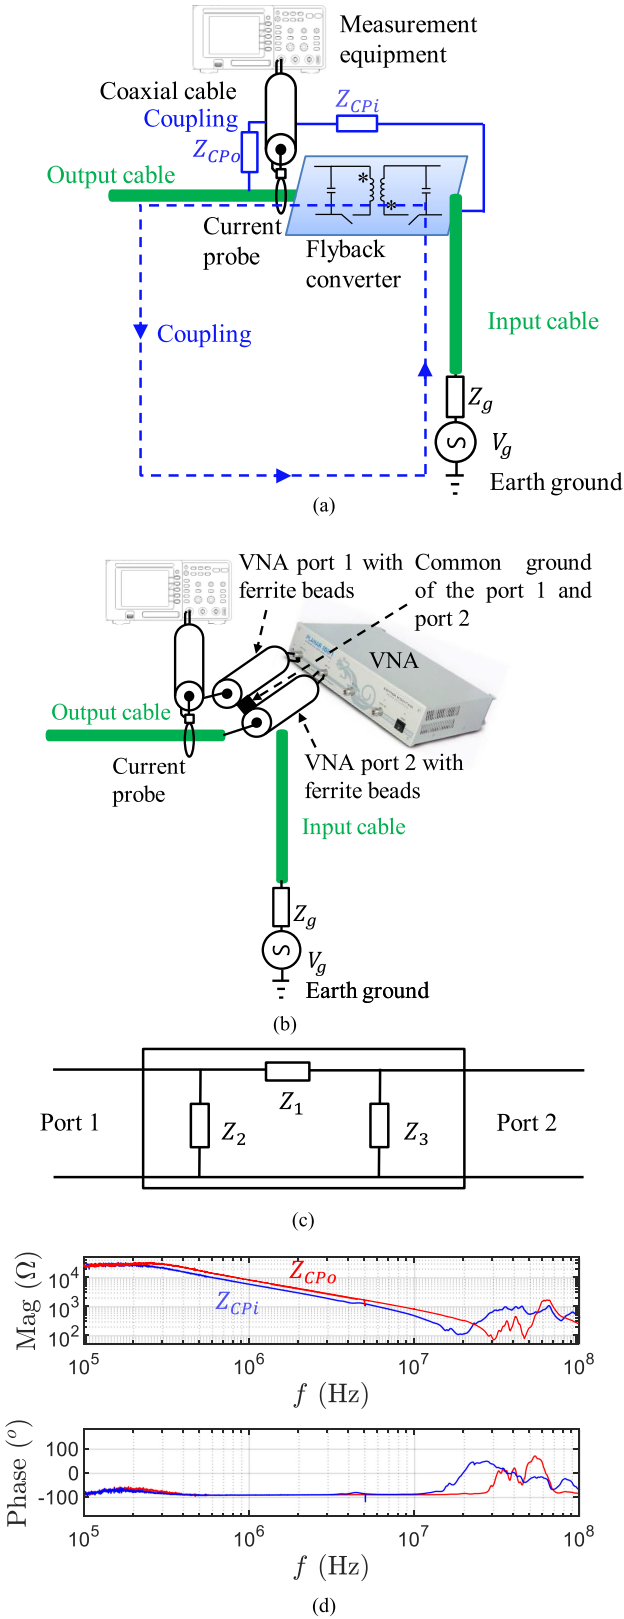 Measurement
equipment
Coaxial cable
Coupling
Z_CPi
Z_CPo
Output cable
*
*
Current
probe
Flyback
converter
Coupling
Input cable
Z_g
V_g
Earth ground
(a)
VNA port 1 with
ferrite beads
Common ground
of the port 1 and
port 2
VNA
Output cable
Current
probe
VNA port 2 with
ferrite beads
Input cable
Z_g
V_g
Earth ground
(b)
Port 1
Z_1
Z_2
Z_3
Port 2
(c)
Mag (Ω)
10^4
10^3
10^2
Z_CPo
Z_CPi
10^5 10^6 10^7 10^8
f (Hz)
Phase (^o)
100
0
-100
10^5 10^6 10^7 10^8
f (Hz)
(d)